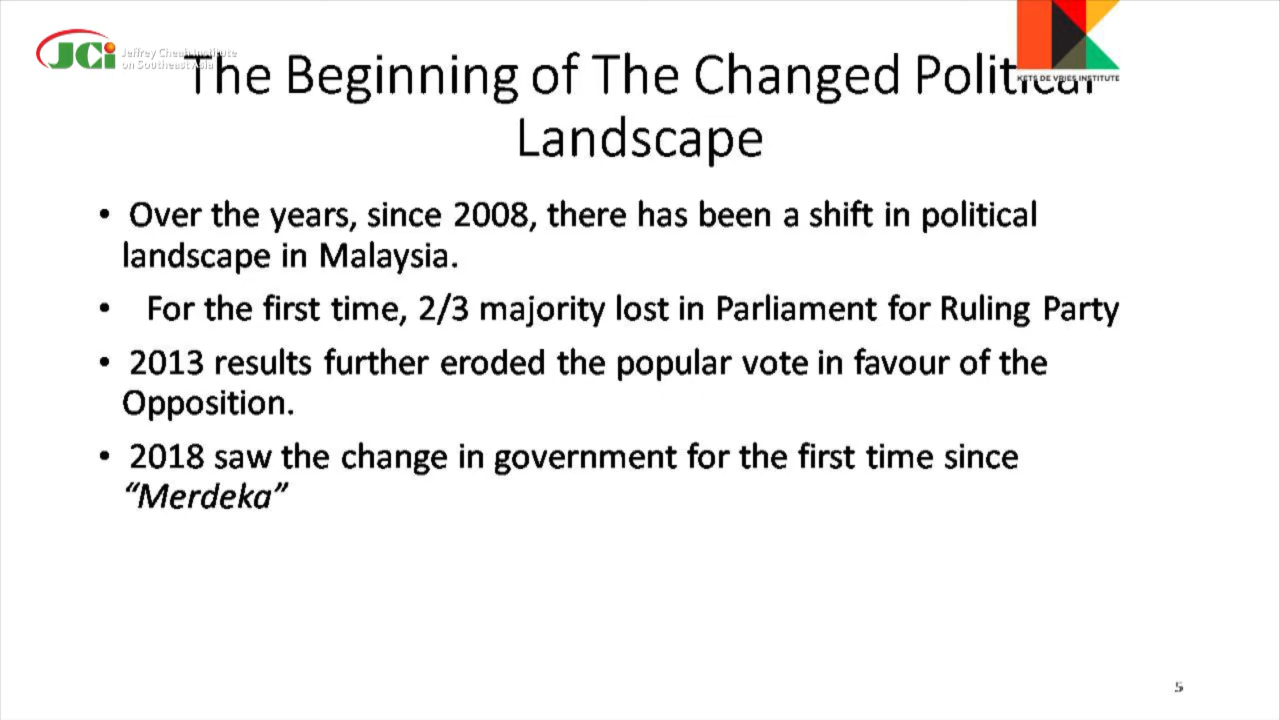 JCi Jeffrey Cheah Institute
on Southeast Asia
KETS DE VRIES INSTITUTE
The Beginning of The Changed Political
Landscape
• Over the years, since 2008, there has been a shift in political
landscape in Malaysia.
• For the first time, 2/3 majority lost in Parliament for Ruling Party
• 2013 results further eroded the popular vote in favour of the
Opposition.
• 2018 saw the change in government for the first time since
“Merdeka”
5